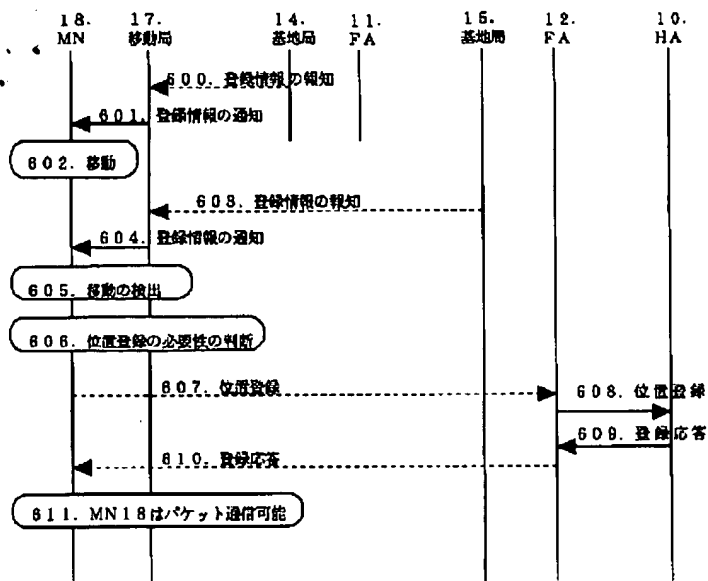 18. 17. 14. 11. 15. 12. 10.
MN 移動局 基地局 FA 基地局 FA HA
600. 登録情報の報知
601. 登録情報の通知
602. 移動
603. 登録情報の報知
604. 登録情報の通知
605. 移動の検出
606. 位置登録の必要性の判断
607. 位置登録
608. 位置登録
609. 登録応答
610. 登録応答
611. MN18はパケット通信可能